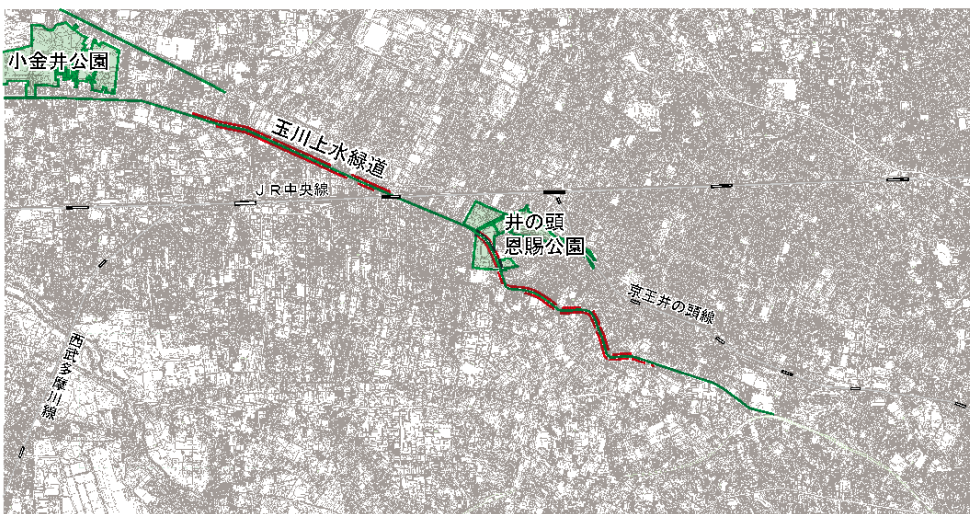 小金井公園
玉川上水緑道
JR中央線
井の頭
恩賜公園
京王井の頭線
西武多摩川線